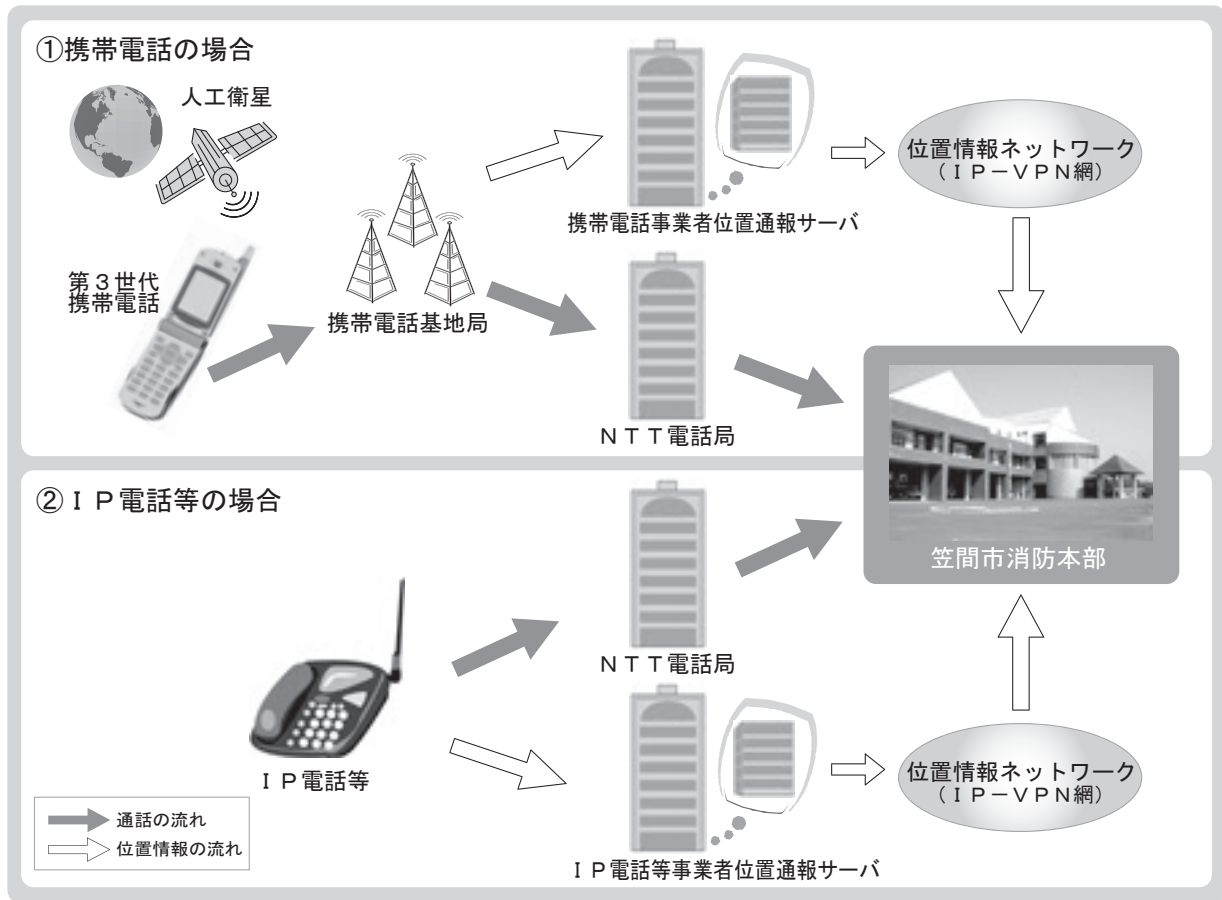 ①携帯電話の場合
人工衛星
第３世代
携帯電話
携帯電話基地局
携帯電話事業者位置通報サーバ
位置情報ネットワーク
（ＩＰ－ＶＰＮ網）
ＮＴＴ電話局
笠間市消防本部
②ＩＰ電話等の場合
ＩＰ電話等
ＮＴＴ電話局
ＩＰ電話等事業者位置通報サーバ
位置情報ネットワーク
（ＩＰ－ＶＰＮ網）
通話の流れ
位置情報の流れ